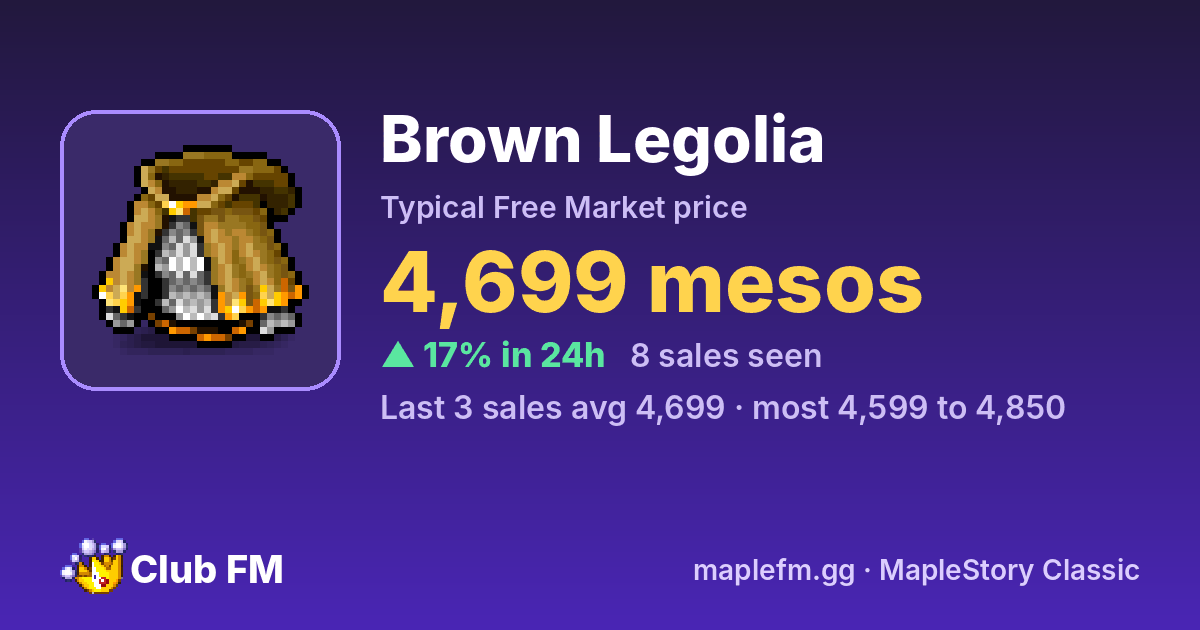 Brown Legolia
Typical Free Market price
4,699 mesos
▲ 17% in 24h 8 sales seen
Last 3 sales avg 4,699 · most 4,599 to 4,850
Club FM
maplefm.gg · MapleStory Classic